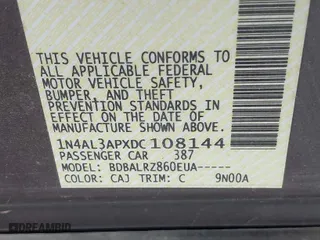 THIS VEHICLE CONFORMS TO
ALL APPLICABLE FEDERAL
MOTOR VEHICLE SAFETY,
BUMPER, AND THEFT
PREVENTION STANDARDS IN
EFFECT ON THE DATE OF
MANUFACTURE SHOWN ABOVE.
1N4AL3APXDC108144
PASSENGER CAR 387
MODEL: BDBALRZ860EUA-----
COLOR: CAJ TRIM: C 9N00A
DREAMRIDE